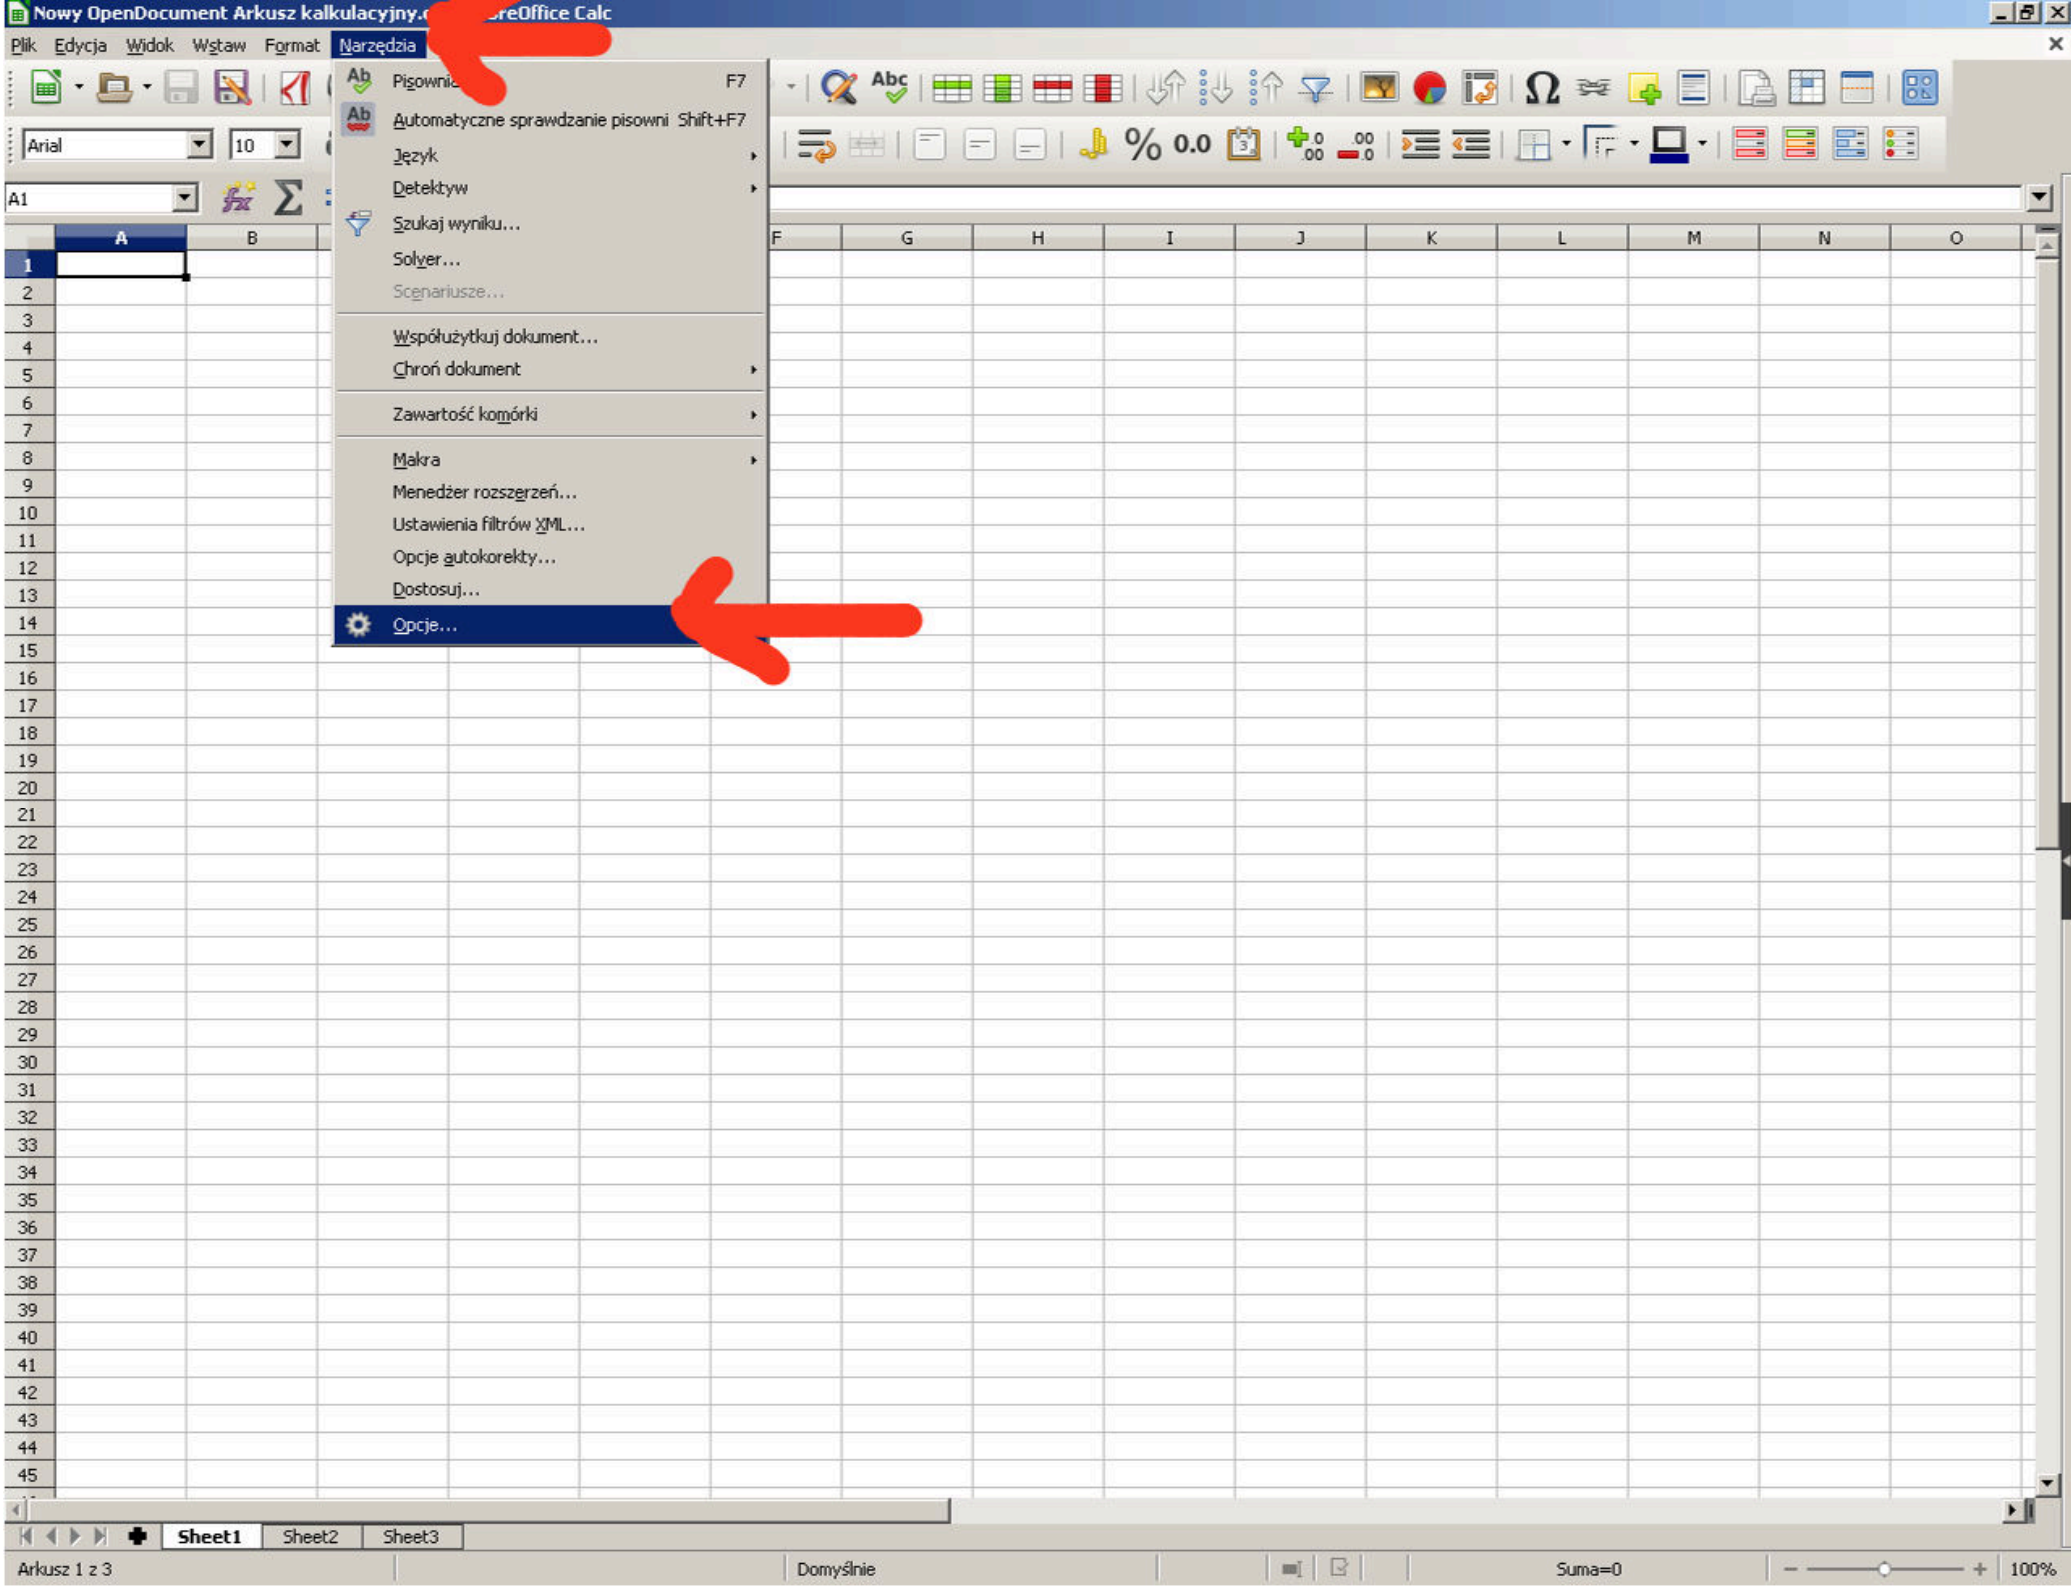 Nowy OpenDocument Arkusz kalkulacyjny. reOffice Calc
Plik Edycja Widok Wstaw Format Narzędzia
Pisownia F7
Automatyczne sprawdzanie pisowni Shift+F7
Arial 10
Język
A1
Detektyw
Szukaj wyniku...
Solver...
Scenariusze...
Współużytkuj dokument...
Chroń dokument
Zawartość komórki
Makra
Menedżer rozszerzeń...
Ustawienia filtrów XML...
Opcje autokorekty...
Dostosuj...
Opcje...
Abc
% 0.0
A B F G H I J K L M N O
1
2
3
4
5
6
7
8
9
10
11
12
13
14
15
16
17
18
19
20
21
22
23
24
25
26
27
28
29
30
31
32
33
34
35
36
37
38
39
40
41
42
43
44
45
Sheet1 Sheet2 Sheet3
Arkusz 1 z 3 Domyślnie Suma=0 100%